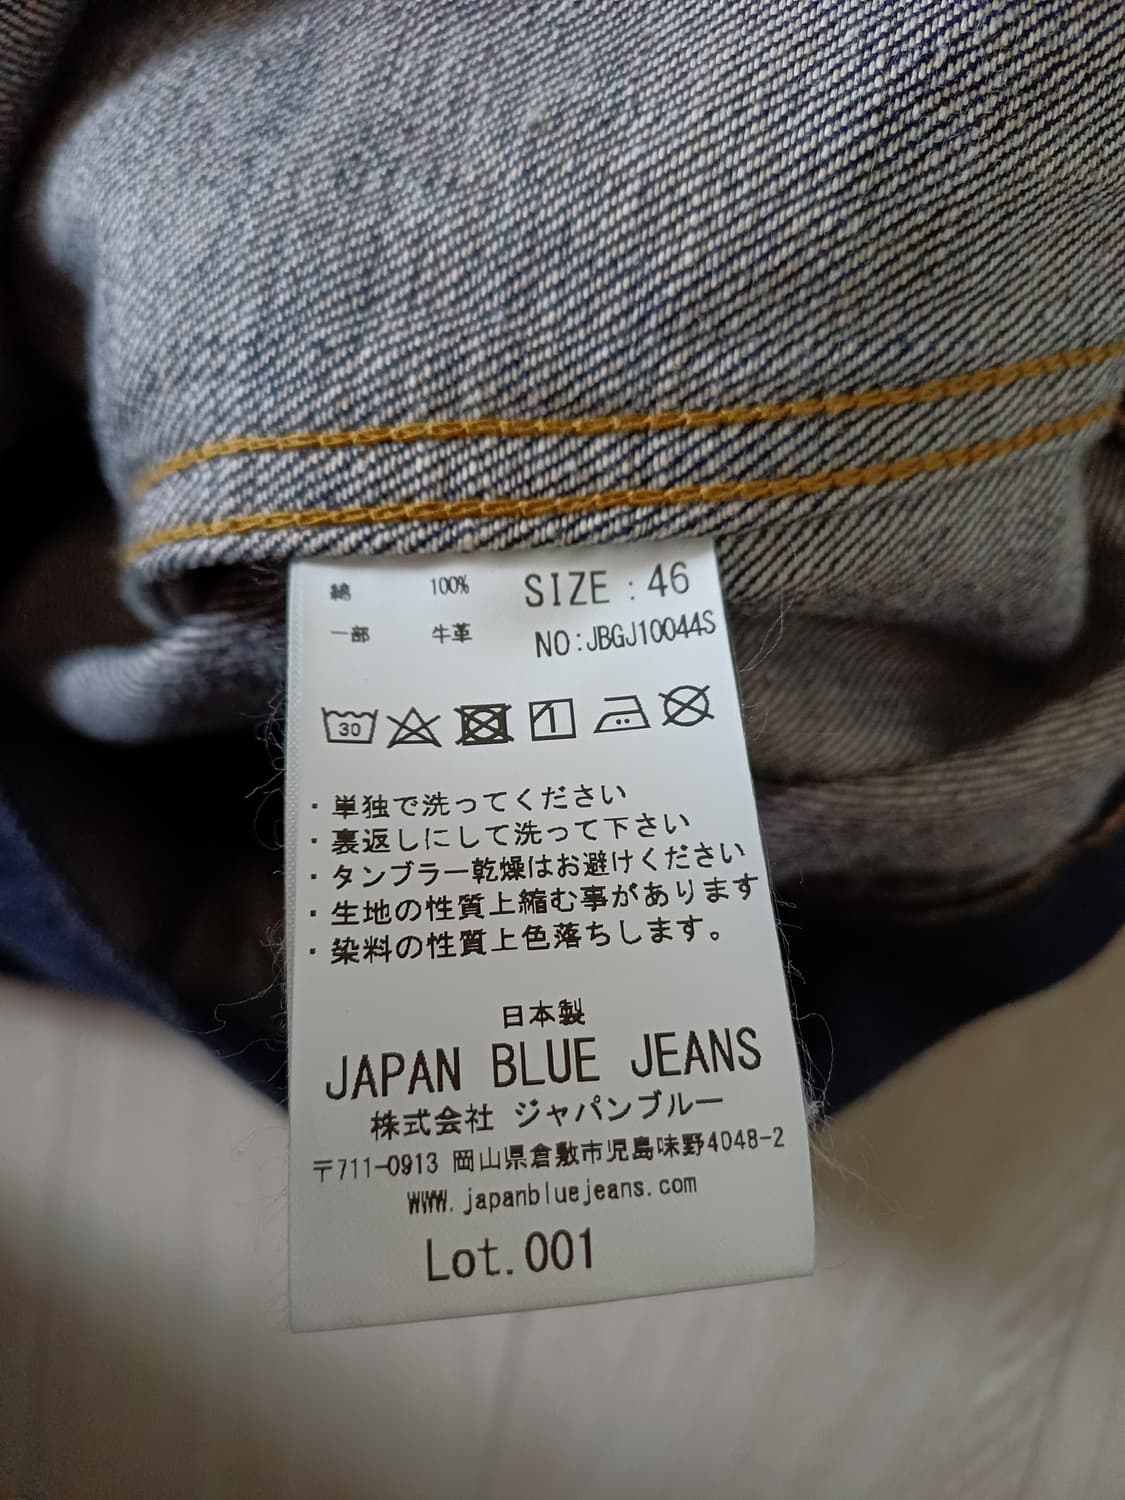 綿 100% SIZE : 46
一部 牛革 NO:JBGJ10044S
30
・単独で洗ってください
・裏返しにして洗って下さい
・タンブラー乾燥はお避けください
・生地の性質上縮む事があります
・染料の性質上色落ちします。
日本製
JAPAN BLUE JEANS
株式会社 ジャパンブルー
〒711-0913 岡山県倉敷市児島味野4048-2
WWW.japanbluejeans.com
Lot.001